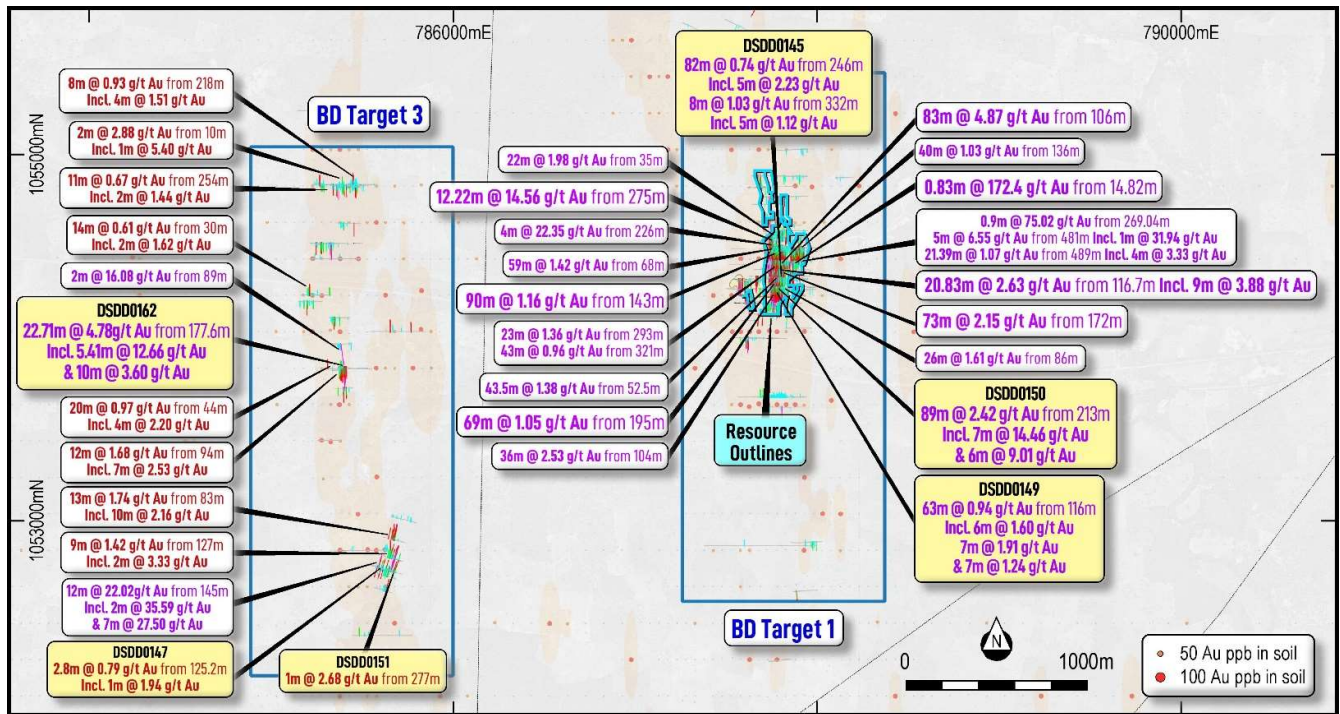 786000mE
790000mE
1055000mN
1053000mN
BD Target 3
8m @ 0.93 g/t Au from 218m
Incl. 4m @ 1.51 g/t Au
2m @ 2.88 g/t Au from 10m
Incl. 1m @ 5.40 g/t Au
11m @ 0.67 g/t Au from 254m
Incl. 2m @ 1.44 g/t Au
14m @ 0.61 g/t Au from 30m
Incl. 2m @ 1.62 g/t Au
2m @ 16.08 g/t Au from 89m
DSDD0162
22.71m @ 4.78g/t Au from 177.6m
Incl. 5.41m @ 12.66 g/t Au
& 10m @ 3.60 g/t Au
20m @ 0.97 g/t Au from 44m
Incl. 4m @ 2.20 g/t Au
12m @ 1.68 g/t Au from 94m
Incl. 7m @ 2.53 g/t Au
13m @ 1.74 g/t Au from 83m
Incl. 10m @ 2.16 g/t Au
9m @ 1.42 g/t Au from 127m
Incl. 2m @ 3.33 g/t Au
12m @ 22.02g/t Au from 145m
Incl. 2m @ 35.59 g/t Au
& 7m @ 27.50 g/t Au
DSDD0147
2.8m @ 0.79 g/t Au from 125.2m
Incl. 1m @ 1.94 g/t Au
DSDD0151
1m @ 2.68 g/t Au from 277m
DSDD0145
82m @ 0.74 g/t Au from 246m
Incl. 5m @ 2.23 g/t Au
8m @ 1.03 g/t Au from 332m
Incl. 5m @ 1.12 g/t Au
22m @ 1.98 g/t Au from 35m
12.22m @ 14.56 g/t Au from 275m
4m @ 22.35 g/t Au from 226m
59m @ 1.42 g/t Au from 68m
90m @ 1.16 g/t Au from 143m
23m @ 1.36 g/t Au from 293m
43m @ 0.96 g/t Au from 321m
43.5m @ 1.38 g/t Au from 52.5m
69m @ 1.05 g/t Au from 195m
36m @ 2.53 g/t Au from 104m
Resource
Outlines
83m @ 4.87 g/t Au from 106m
40m @ 1.03 g/t Au from 136m
0.83m @ 172.4 g/t Au from 14.82m
0.9m @ 75.02 g/t Au from 269.04m
5m @ 6.55 g/t Au from 481m Incl. 1m @ 31.94 g/t Au
21.39m @ 1.07 g/t Au from 489m Incl. 4m @ 3.33 g/t Au
20.83m @ 2.63 g/t Au from 116.7m Incl. 9m @ 3.88 g/t Au
73m @ 2.15 g/t Au from 172m
26m @ 1.61 g/t Au from 86m
DSDD0150
89m @ 2.42 g/t Au from 213m
Incl. 7m @ 14.46 g/t Au
& 6m @ 9.01 g/t Au
DSDD0149
63m @ 0.94 g/t Au from 116m
Incl. 6m @ 1.60 g/t Au
7m @ 1.91 g/t Au
& 7m @ 1.24 g/t Au
BD Target 1
N
0
1000m
50 Au ppb in soil
100 Au ppb in soil